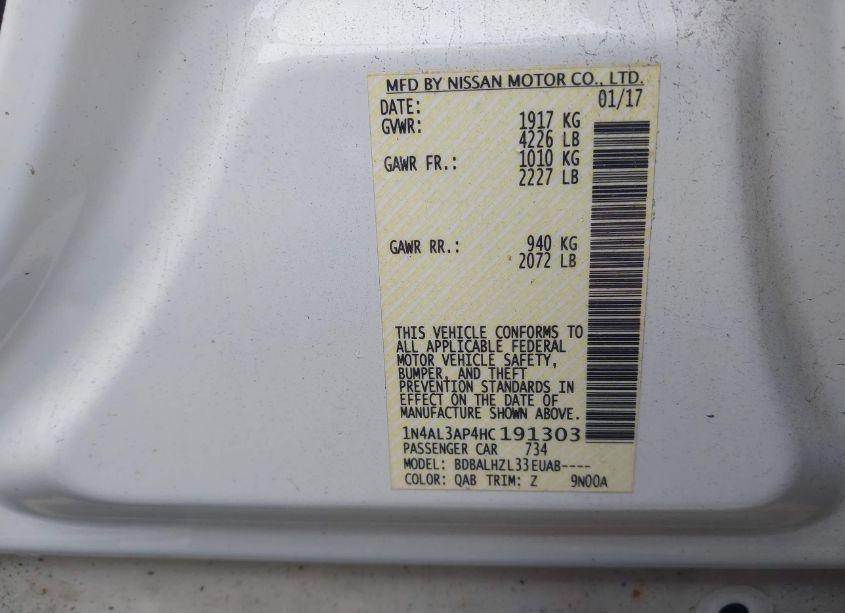 MFD BY NISSAN MOTOR CO., LTD.
DATE: 01/17
GVWR: 1917 KG
4226 LB
GAWR FR.: 1010 KG
2227 LB
GAWR RR.: 940 KG
2072 LB
THIS VEHICLE CONFORMS TO
ALL APPLICABLE FEDERAL
MOTOR VEHICLE SAFETY,
BUMPER, AND THEFT
PREVENTION STANDARDS IN
EFFECT ON THE DATE OF
MANUFACTURE SHOWN ABOVE.
1N4AL3AP4HC191303
PASSENGER CAR 734
MODEL: BDBALHZL33EUAB----
COLOR: QAB TRIM: Z 9N00A